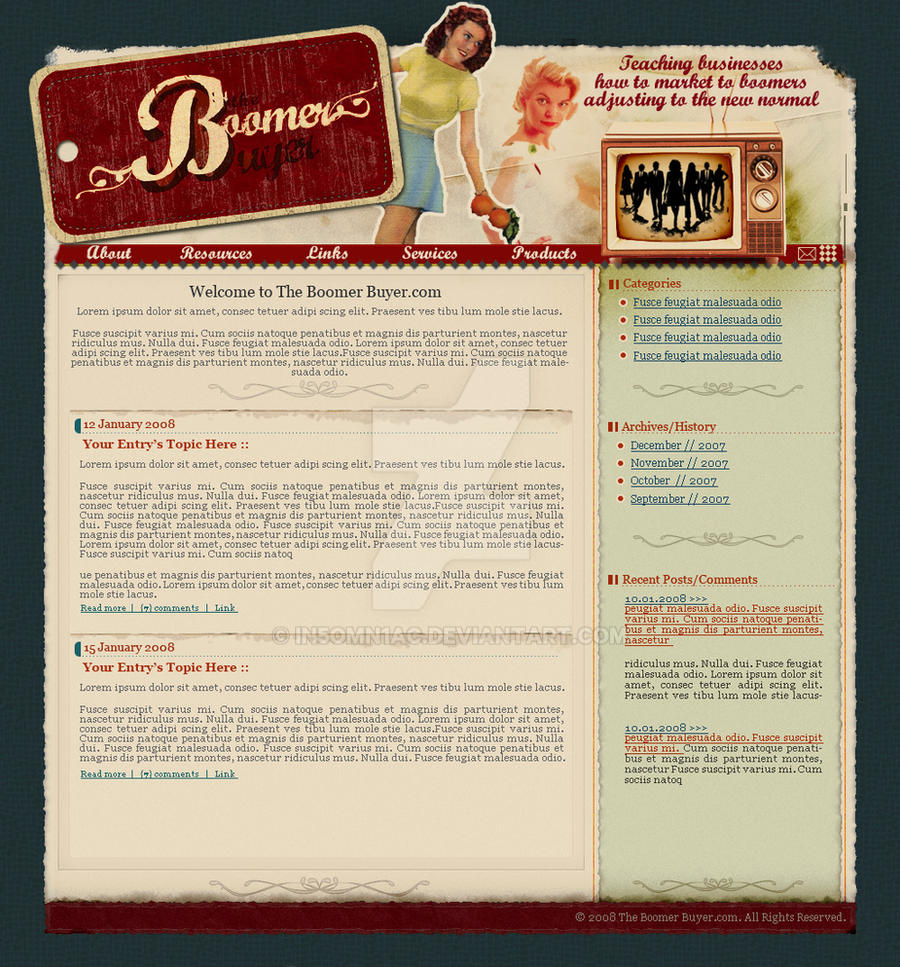 the
Boomer
Buyer
Teaching businesses
how to market to boomers
adjusting to the new normal
About Resources Links Services Products
Welcome to The Boomer Buyer.com
Lorem ipsum dolor sit amet, consec tetuer adipi scing elit. Praesent ves tibu lum mole stie lacus.
Fusce suscipit varius mi. Cum sociis natoque penatibus et magnis dis parturient montes, nascetur
ridiculus mus. Nulla dui. Fusce feugiat malesuada odio. Lorem ipsum dolor sit amet, consec tetuer
adipi scing elit. Praesent ves tibu lum mole stie lacus.Fusce suscipit varius mi. Cum sociis natoque
penatibus et magnis dis parturient montes, nascetur ridiculus mus. Nulla dui. Fusce feugiat male-
suada odio.
12 January 2008
Your Entry's Topic Here ::
Lorem ipsum dolor sit amet, consec tetuer adipi scing elit. Praesent ves tibu lum mole stie lacus.
Fusce suscipit varius mi. Cum sociis natoque penatibus et magnis dis parturient montes,
nascetur ridiculus mus. Nulla dui. Fusce feugiat malesuada odio. Lorem ipsum dolor sit amet,
consec tetuer adipi scing elit. Praesent ves tibu lum mole stie lacus.Fusce suscipit varius mi.
Cum sociis natoque penatibus et magnis dis parturient montes, nascetur ridiculus mus. Nulla
dui. Fusce feugiat malesuada odio. Fusce suscipit varius mi. Cum sociis natoque penatibus et
magnis dis parturient montes, nascetur ridiculus mus. Nulla dui. Fusce feugiat malesuada odio.
Lorem ipsum dolor sit amet, consec tetuer adipi scing elit. Praesent ves tibu lum mole stie lacus-
Fusce suscipit varius mi. Cum sociis natoq
ue penatibus et magnis dis parturient montes, nascetur ridiculus mus. Nulla dui. Fusce feugiat
malesuada odio. Lorem ipsum dolor sit amet, consec tetuer adipi scing elit. Praesent ves tibu lum
mole stie lacus.
Read more | (7) comments | Link
© IN5OMN1AC.DEVIANTART.COM
15 January 2008
Your Entry's Topic Here ::
Lorem ipsum dolor sit amet, consec tetuer adipi scing elit. Praesent ves tibu lum mole stie lacus.
Fusce suscipit varius mi. Cum sociis natoque penatibus et magnis dis parturient montes,
nascetur ridiculus mus. Nulla dui. Fusce feugiat malesuada odio. Lorem ipsum dolor sit amet,
consec tetuer adipi scing elit. Praesent ves tibu lum mole stie lacus.Fusce suscipit varius mi.
Cum sociis natoque penatibus et magnis dis parturient montes, nascetur ridiculus mus. Nulla
dui. Fusce feugiat malesuada odio. Fusce suscipit varius mi. Cum sociis natoque penatibus et
magnis dis parturient montes, nascetur ridiculus mus. Nulla dui. Fusce feugiat malesuada odio.
Read more | (7) comments | Link
Categories
Fusce feugiat malesuada odio
Fusce feugiat malesuada odio
Fusce feugiat malesuada odio
Fusce feugiat malesuada odio
Archives/History
December // 2007
November // 2007
October // 2007
September // 2007
Recent Posts/Comments
10.01.2008 >>>
peugiat malesuada odio. Fusce suscipit
varius mi. Cum sociis natoque penati-
bus et magnis dis parturient montes,
nascetur
ridiculus mus. Nulla dui. Fusce feugiat
malesuada odio. Lorem ipsum dolor sit
amet, consec tetuer adipi scing elit.
Praesent ves tibu lum mole stie lacus-
10.01.2008 >>>
peugiat malesuada odio. Fusce suscipit
varius mi. Cum sociis natoque penati-
bus et magnis dis parturient montes,
nascetur Fusce suscipit varius mi. Cum
sociis natoq
© 2008 The Boomer Buyer.com. All Rights Reserved.